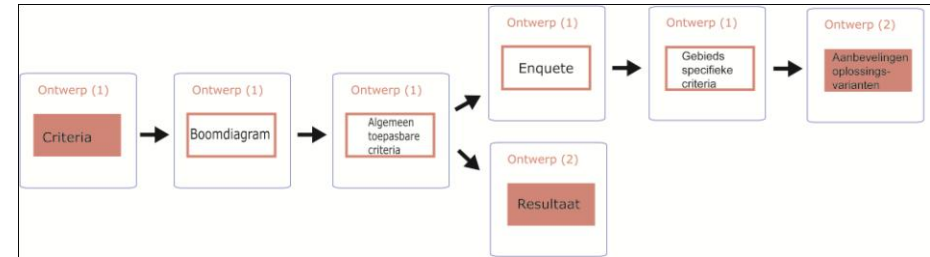 Ontwerp (1)
Criteria
Ontwerp (1)
Boomdiagram
Ontwerp (1)
Algemeen
toepasbare
criteria
Ontwerp (1)
Enquete
Ontwerp (1)
Gebieds
specifieke
criteria
Ontwerp (2)
Aanbevelingen
oplossings-
varianten
Ontwerp (2)
Resultaat